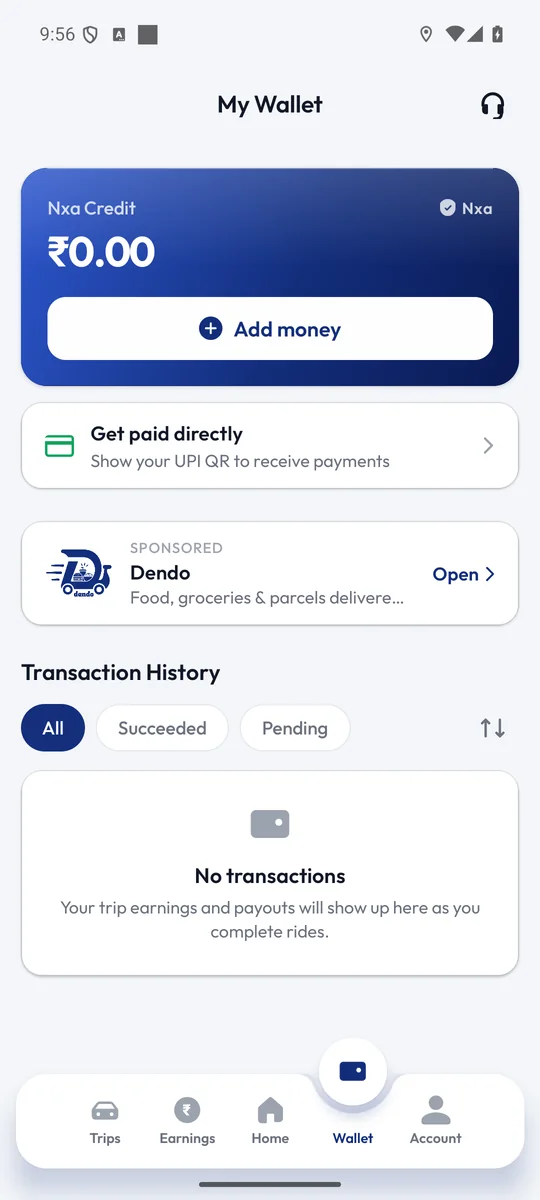 9:56
My Wallet
Nxa Credit
Nxa
₹0.00
Add money
Get paid directly
Show your UPI QR to receive payments
SPONSORED
Dendo
Food, groceries & parcels delivere...
Open
dendo
Transaction History
All
Succeeded
Pending
No transactions
Your trip earnings and payouts will show up here as you
complete rides.
Trips
Earnings
Home
Wallet
Account